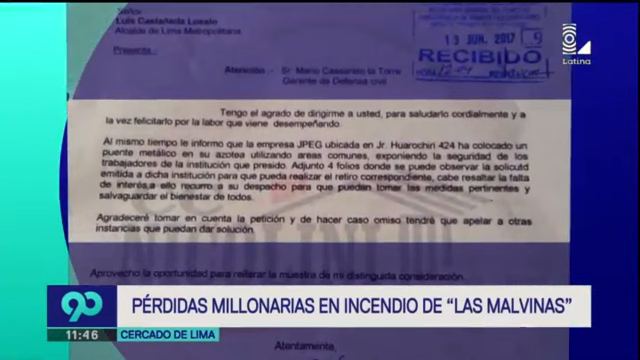 Señor
Luis Castañeda Lossio
Alcalde de Lima Metropolitana
Presente.-
13 JUN. 2017
RECIBIDO
Latina
Atención : Sr. Mario Casaretto la Torre
Gerente de Defensa civil
Tengo el agrado de dirigirme a usted, para saludarlo cordialmente y a
la vez felicitarlo por la labor que viene desempeñando.
Al mismo tiempo le informo que la empresa JPEG ubicada en Jr. Huarochirí 424 ha colocado un
puente metálico en su azotea utilizando areas comunes, exponiendo la seguridad de los
trabajadores de la institución que presido. Adjunto 4 folios donde se puede observar la solicitud
emitida a dicha institución para que pueda realizar el retiro correspondiente, cabe resaltar la falta
de interés,a ello recurro a su despacho para que puedan tomar las medidas pertinentes y
salvaguardar el bienestar de todos.
Agradeceré tomar en cuenta la petición y de hacer caso omiso tendré que apelar a otras
instancias que puedan dar solución.
Aprovecho la oportunidad para reiterar la muestra de mi distinguida consideración.
90 PÉRDIDAS MILLONARIAS EN INCENDIO DE “LAS MALVINAS”
11:46 CERCADO DE LIMA
Atentamente,